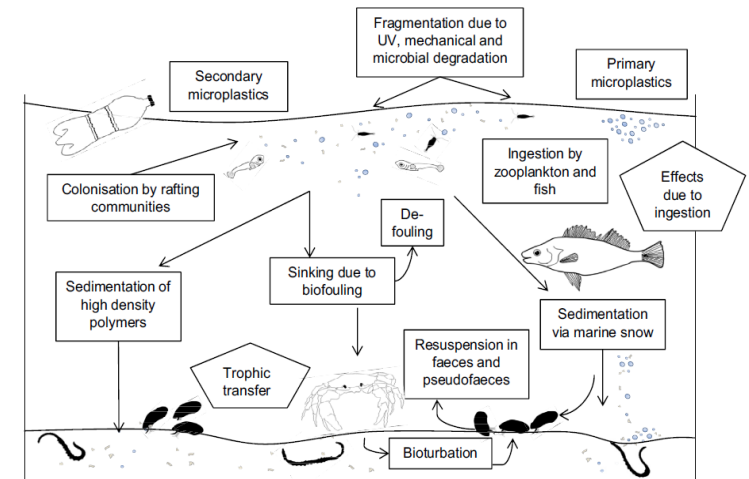 Fragmentation due to
UV, mechanical and
microbial degradation
Secondary
microplastics
Primary
microplastics
Ingestion by
zooplankton and
fish
Effects
due to
ingestion
Colonisation by rafting
communities
De-
fouling
Sinking due to
biofouling
Sedimentation of
high density
polymers
Sedimentation
via marine snow
Resuspension in
faeces and
pseudofaeces
Trophic
transfer
Bioturbation